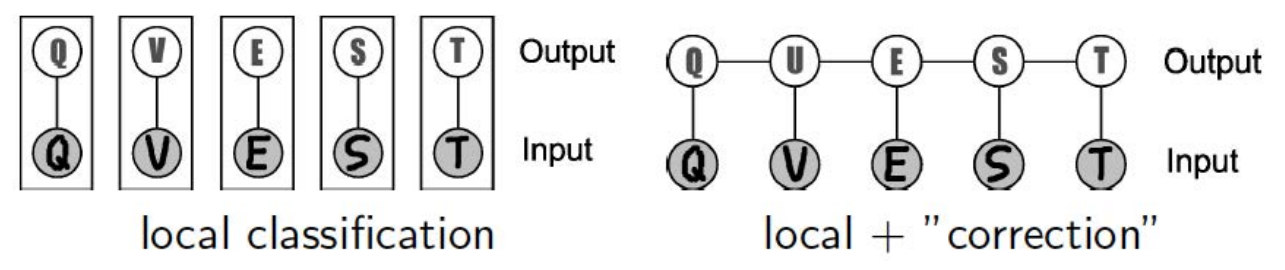 Q V E S T Output
Q V E S T Input
local classification
Q U E S T Output
Q V E S T Input
local + "correction"